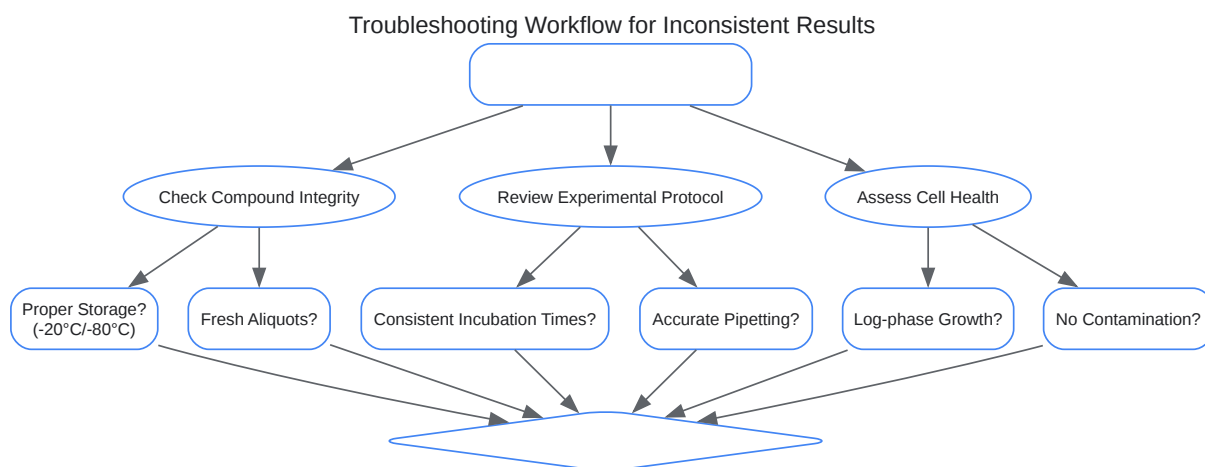 Troubleshooting Workflow for Inconsistent Results
Check Compound Integrity
Review Experimental Protocol
Assess Cell Health
Proper Storage?
(-20°C/-80°C)
Fresh Aliquots?
Consistent Incubation Times?
Accurate Pipetting?
Log-phase Growth?
No Contamination?